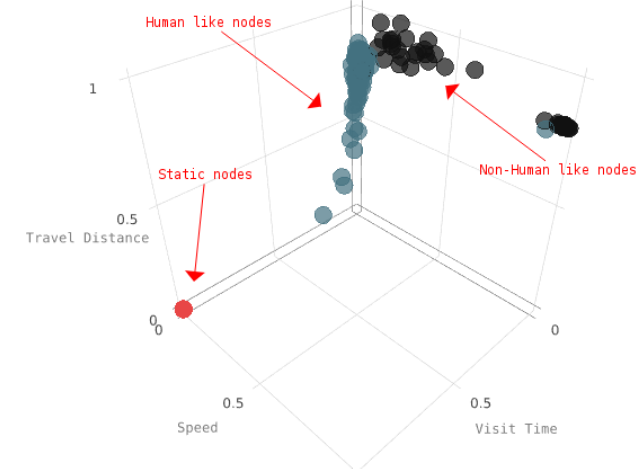 Human like nodes
1
Non-Human like nodes
Static nodes
0.5
Travel Distance
0
0
0
0.5
0.5
Speed
Visit Time